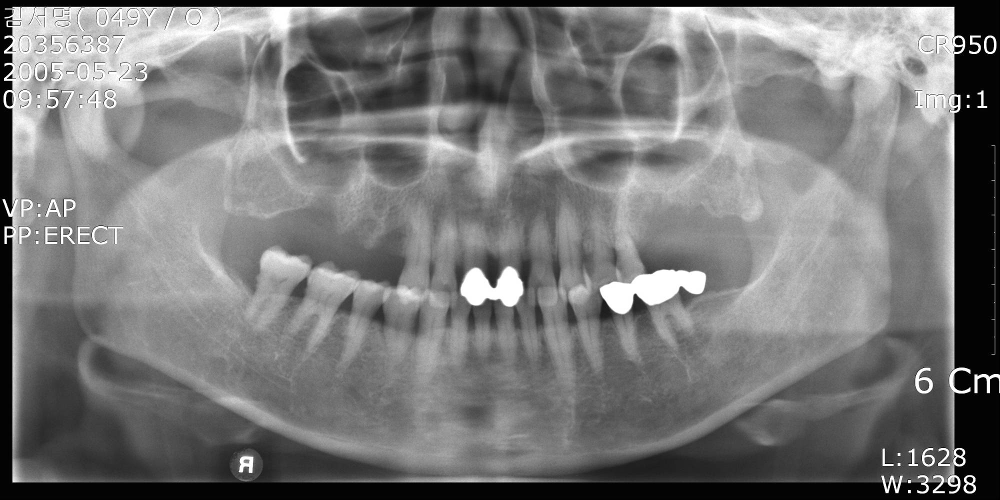 김서명( 049Y / O )
20356387
2005-05-23
09:57:48
CR950
Img:1
VP:AP
PP:ERECT
6 Cm
R
L:1628
W:3298